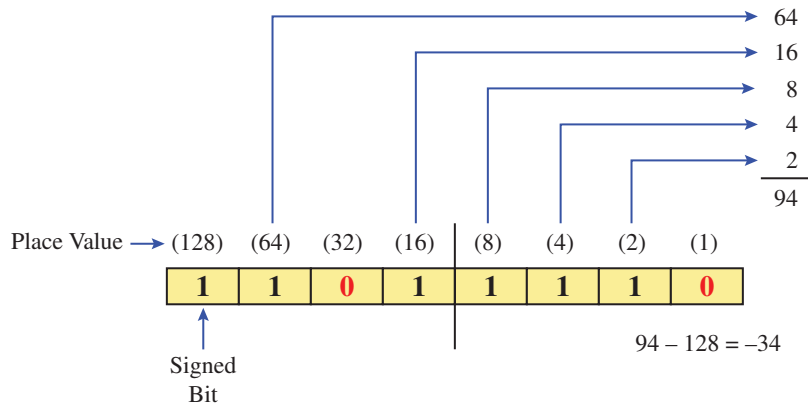 64
16
8
4
2
94
Place Value (128) (64) (32) (16) (8) (4) (2) (1)
1 1 0 1 1 1 1 0
94 – 128 = –34
Signed
Bit